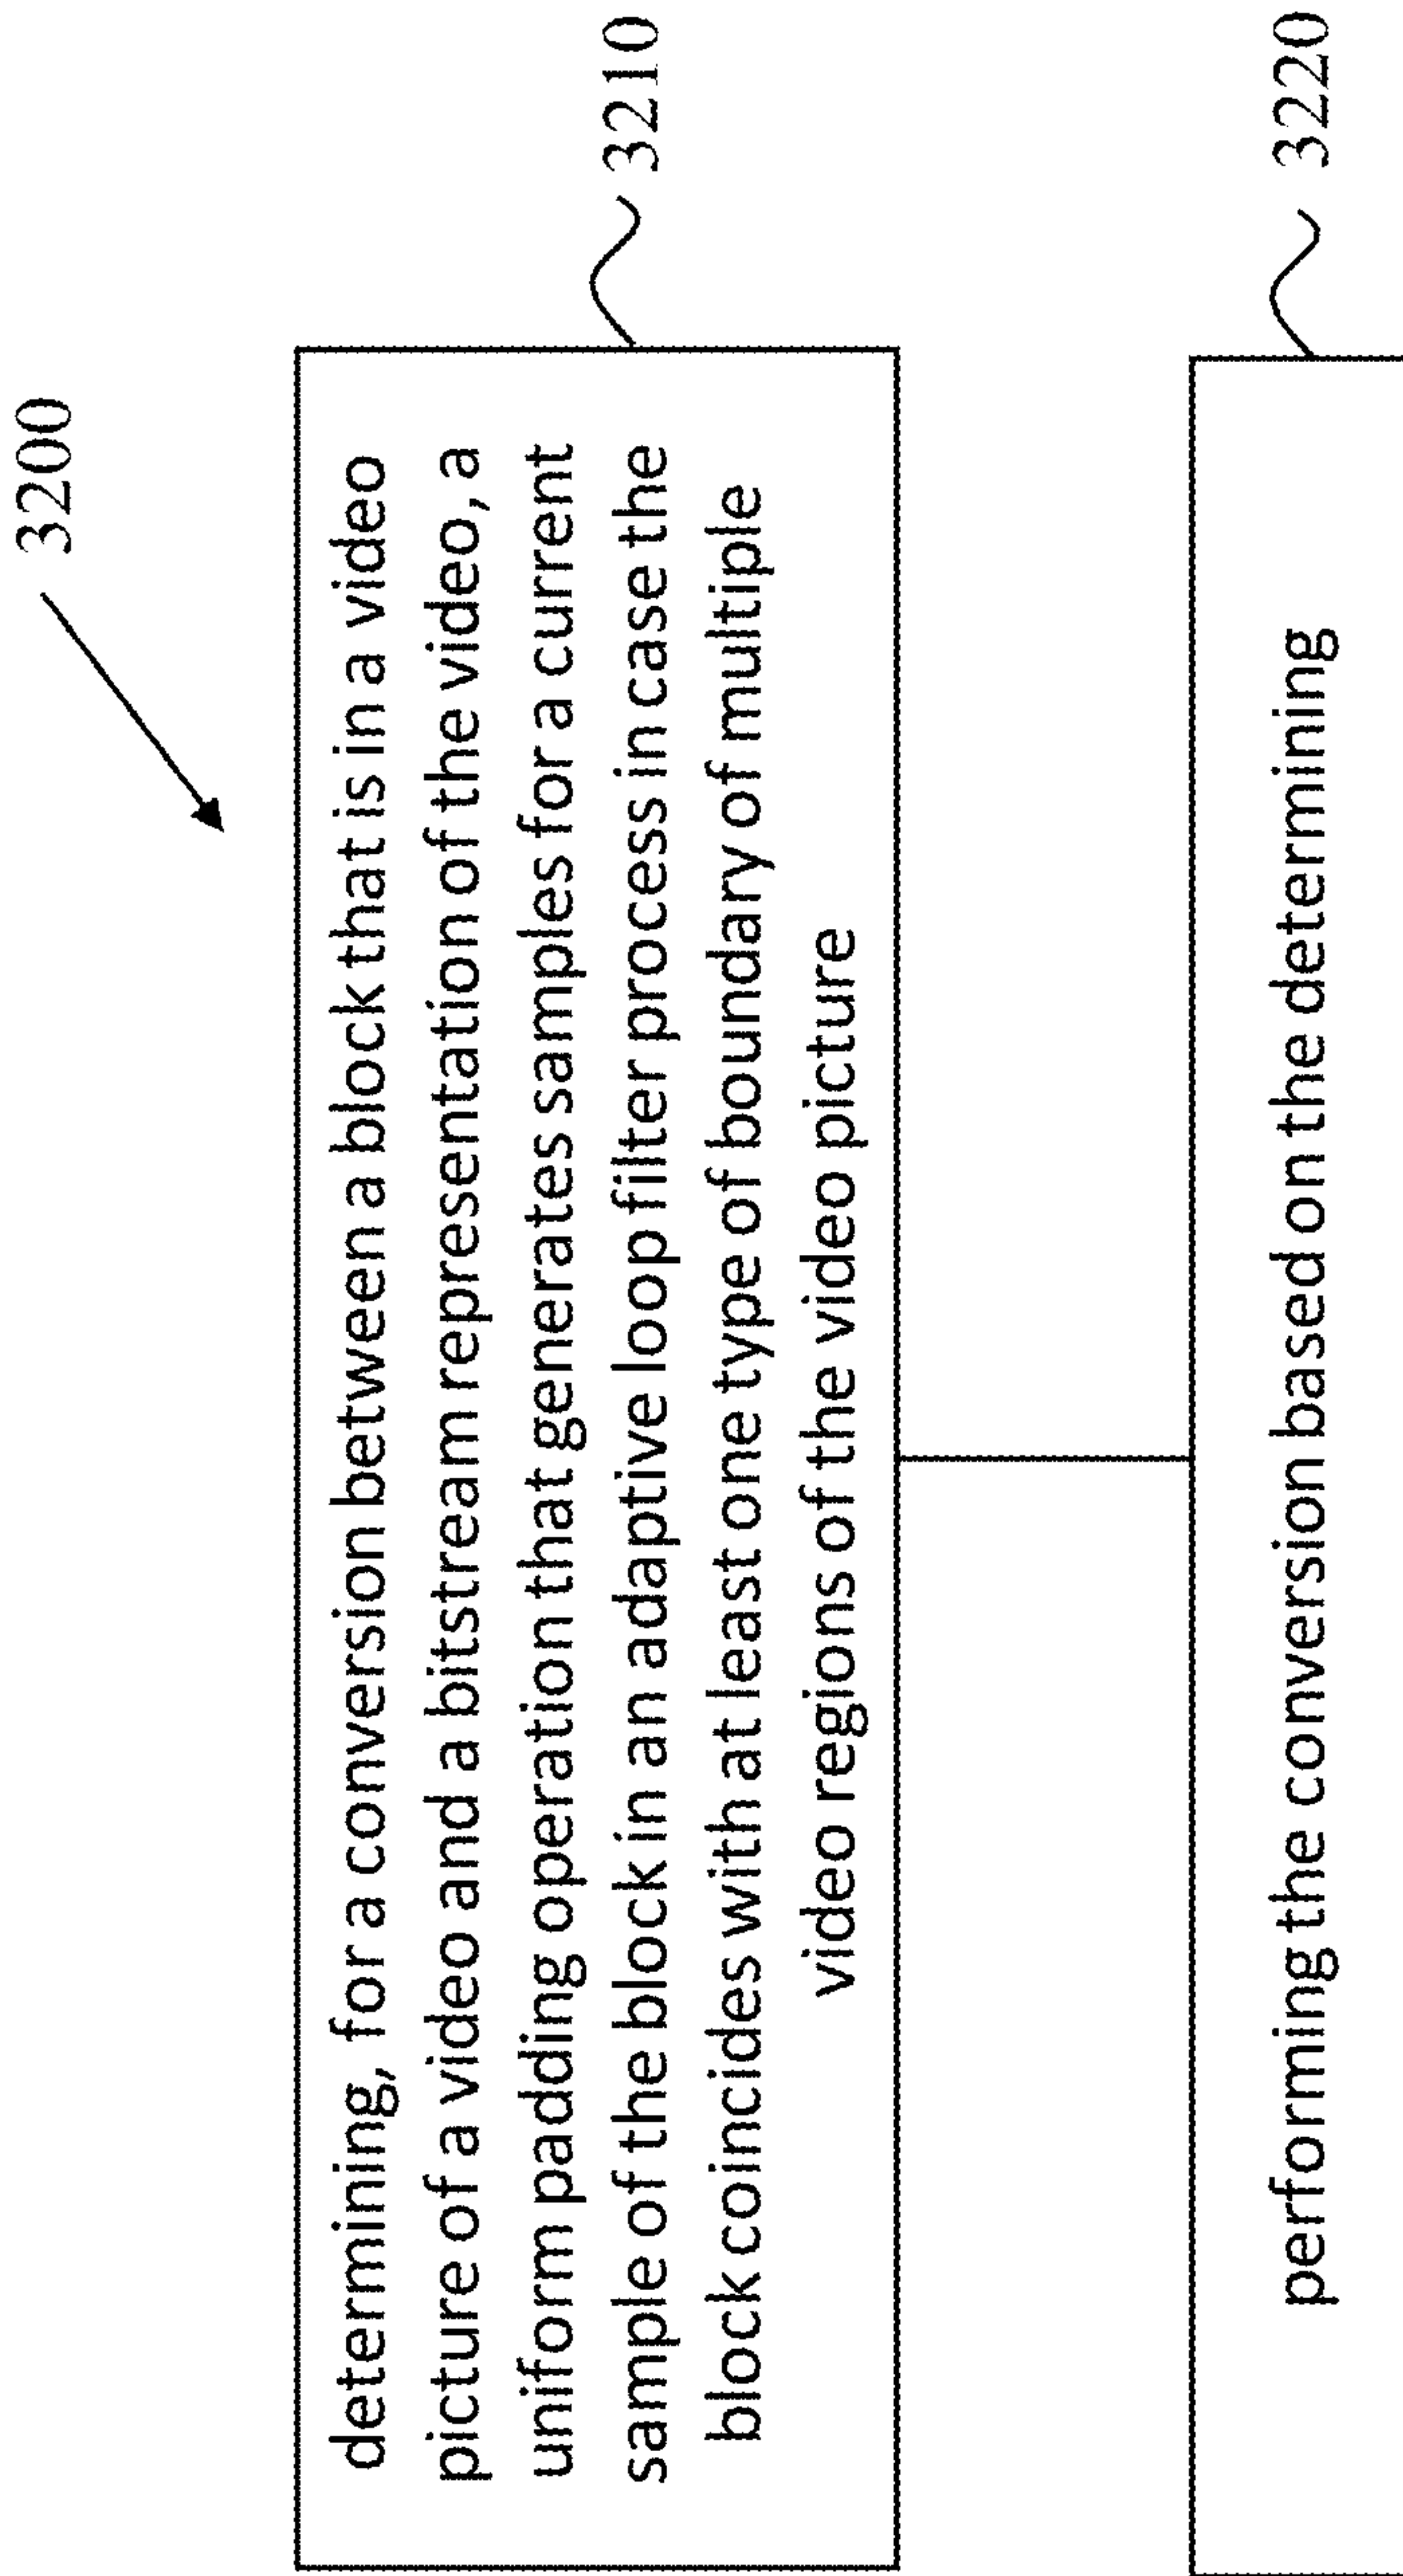 3200
determining, for a conversion between a block that is in a video
picture of a video and a bitstream representation of the video, a
uniform padding operation that generates samples for a current
sample of the block in an adaptive loop filter process in case the
block coincides with at least one type of boundary of multiple
video regions of the video picture
3210
performing the conversion based on the determining
3220